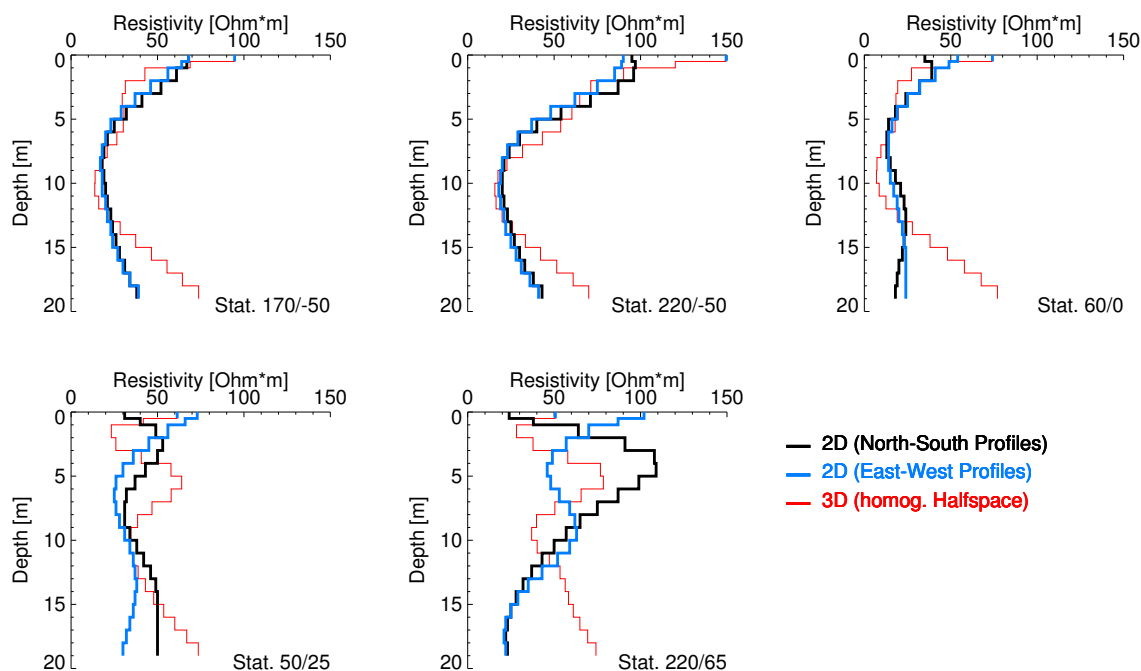 Resistivity [Ohm*m]
0 50 100 150
0
5
10
15
20
Depth [m]
Stat. 170/-50
Resistivity [Ohm*m]
0 50 100 150
0
5
10
15
20
Depth [m]
Stat. 220/-50
Resistivity [Ohm*m]
0 50 100 150
0
5
10
15
20
Depth [m]
Stat. 60/0
Resistivity [Ohm*m]
0 50 100 150
0
5
10
15
20
Depth [m]
Stat. 50/25
Resistivity [Ohm*m]
0 50 100 150
0
5
10
15
20
Depth [m]
Stat. 220/65
2D (North-South Profiles)
2D (East-West Profiles)
3D (homog. Halfspace)